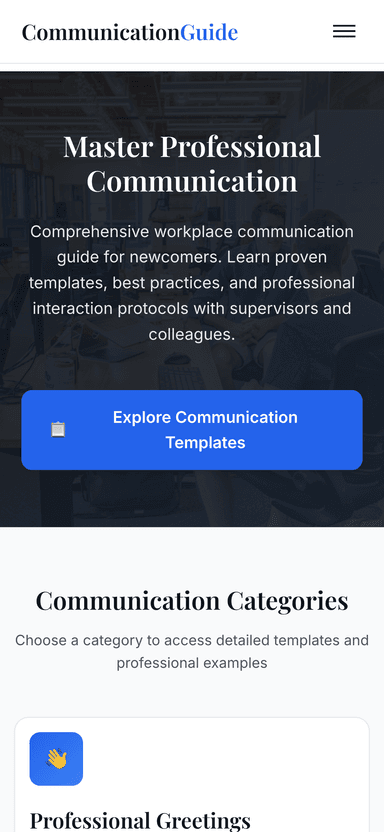 CommunicationGuide
Master Professional
Communication
Comprehensive workplace communication
guide for newcomers. Learn proven
templates, best practices, and professional
interaction protocols with supervisors and
colleagues.
Explore Communication
Templates
Communication Categories
Choose a category to access detailed templates and
professional examples
Professional Greetings